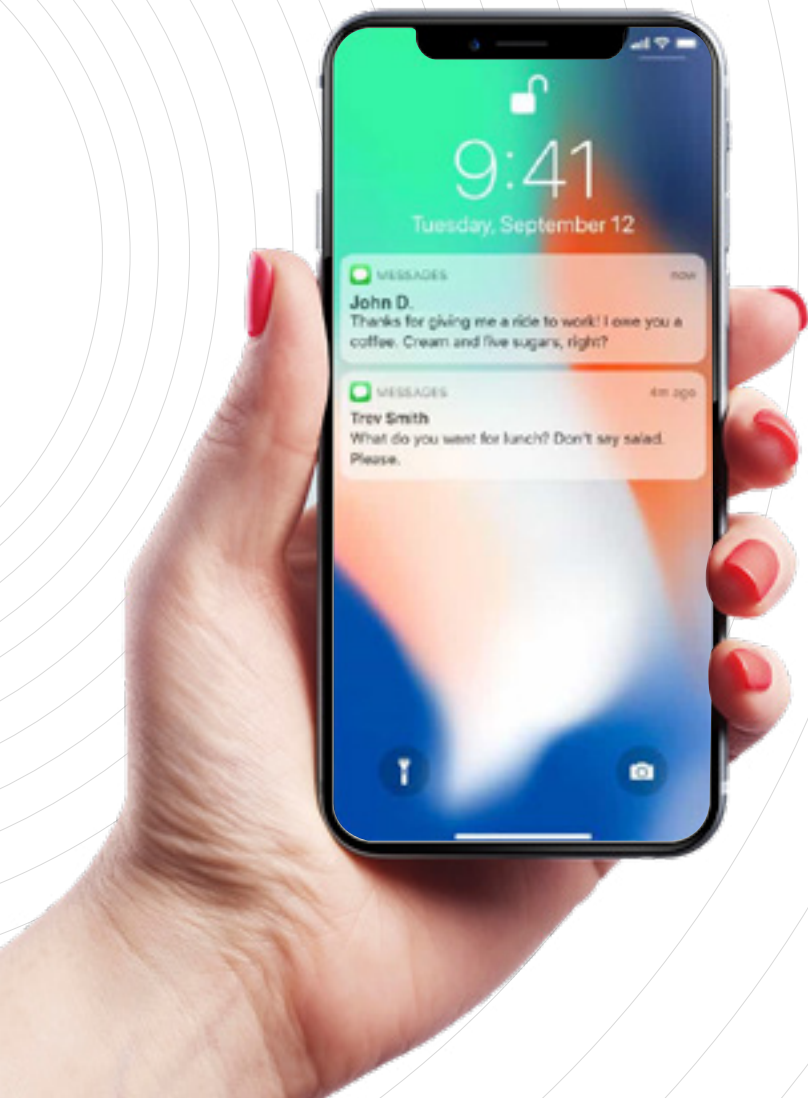 9:41
Tuesday, September 12
MESSAGES
now
John D.
Thanks for giving me a ride to work! I owe you a
coffee. Cream and five sugars, right?
MESSAGES
4m ago
Trev Smith
What do you want for lunch? Don't say salad.
Please.